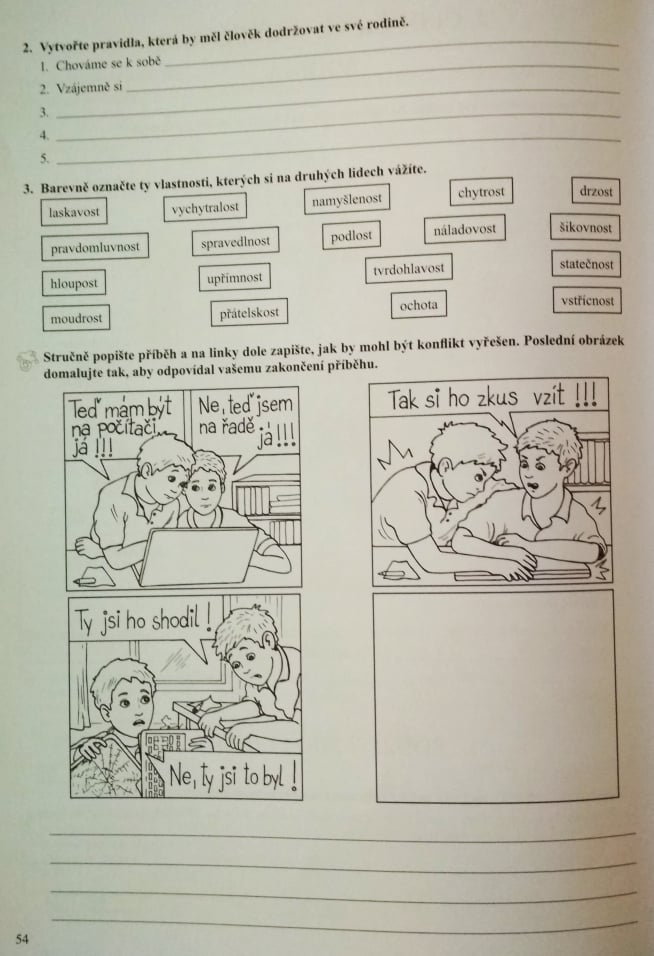 2. Vytvořte pravidla, která by měl člověk dodržovat ve své rodině.
1. Chováme se k sobě
2. Vzájemně si
3.
4.
5.
3. Barevně označte ty vlastnosti, kterých si na druhých lidech vážíte.
laskavost vychytralost namyšlenost chytrost drzost
pravdomluvnost spravedlnost podlost náladovost šikovnost
hloupost upřímnost tvrdohlavost statečnost
moudrost přátelskost ochota vstřícnost
Stručně popište příběh a na linky dole zapište, jak by mohl být konflikt vyřešen. Poslední obrázek
domalujte tak, aby odpovídal vašemu zakončení příběhu.
Teď mám být
na počítači
já !!!
Ne, teď jsem
na řadě
já!!!
Tak si ho zkus vzít !!!
Ty jsi ho shodil !
Ne, ty jsi to byl !
54